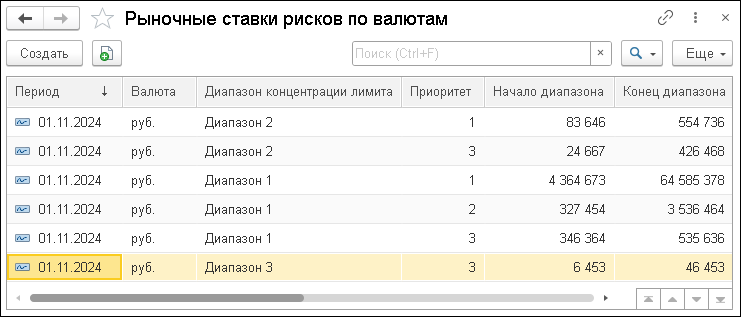 Рыночные ставки рисков по валютам
Создать Поиск (Ctrl+F) × Еще
Период ↓ Валюта Диапазон концентрации лимита Приоритет Начало диапазона Конец диапазона
01.11.2024 руб. Диапазон 2 1 83 646 554 736
01.11.2024 руб. Диапазон 2 3 24 667 426 468
01.11.2024 руб. Диапазон 1 1 4 364 673 64 585 378
01.11.2024 руб. Диапазон 1 2 327 454 3 536 464
01.11.2024 руб. Диапазон 1 3 346 364 535 636
01.11.2024 руб. Диапазон 3 3 6 453 46 453